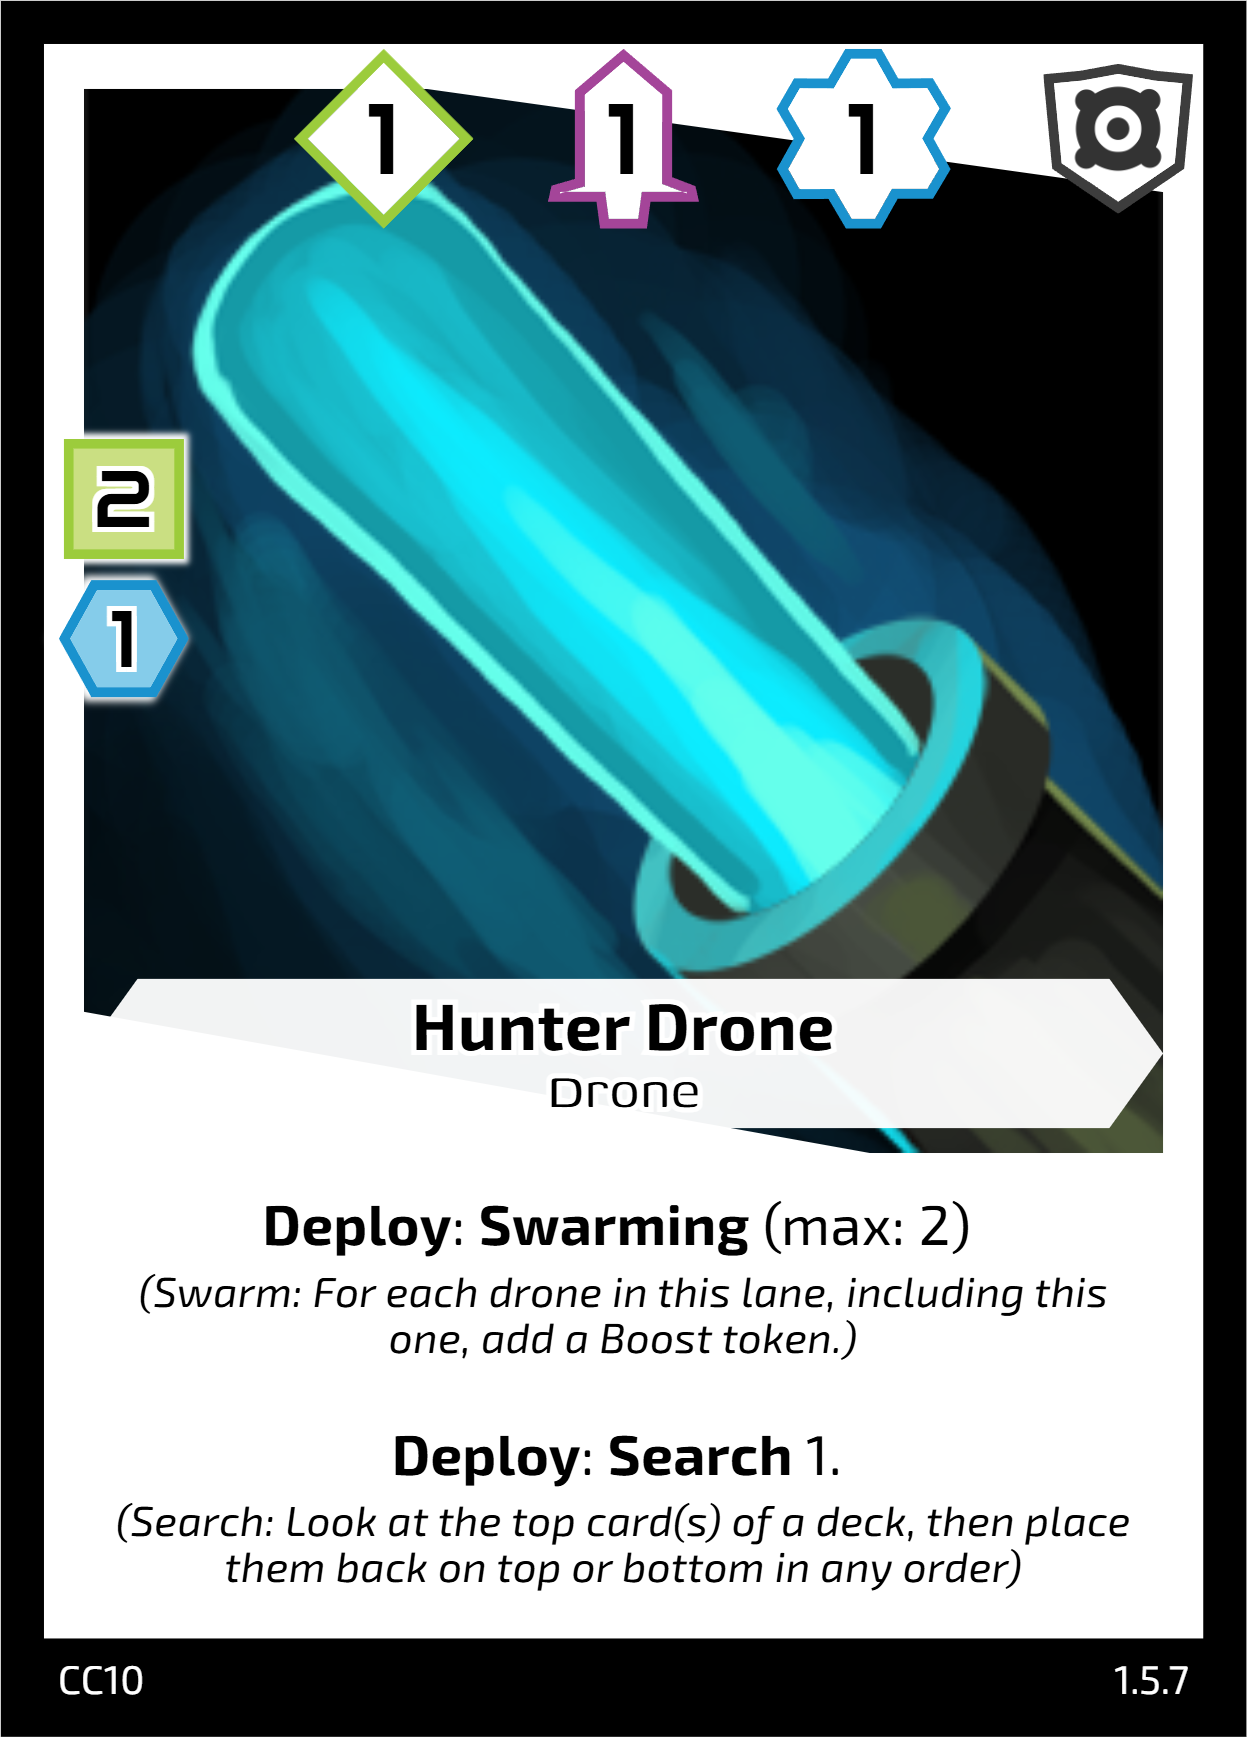 1 1 1
2
1
Hunter Drone
Drone
Deploy: Swarming (max: 2)
(Swarm: For each drone in this lane, including this
one, add a Boost token.)
Deploy: Search 1.
(Search: Look at the top card(s) of a deck, then place
them back on top or bottom in any order)
CC10 1.5.7